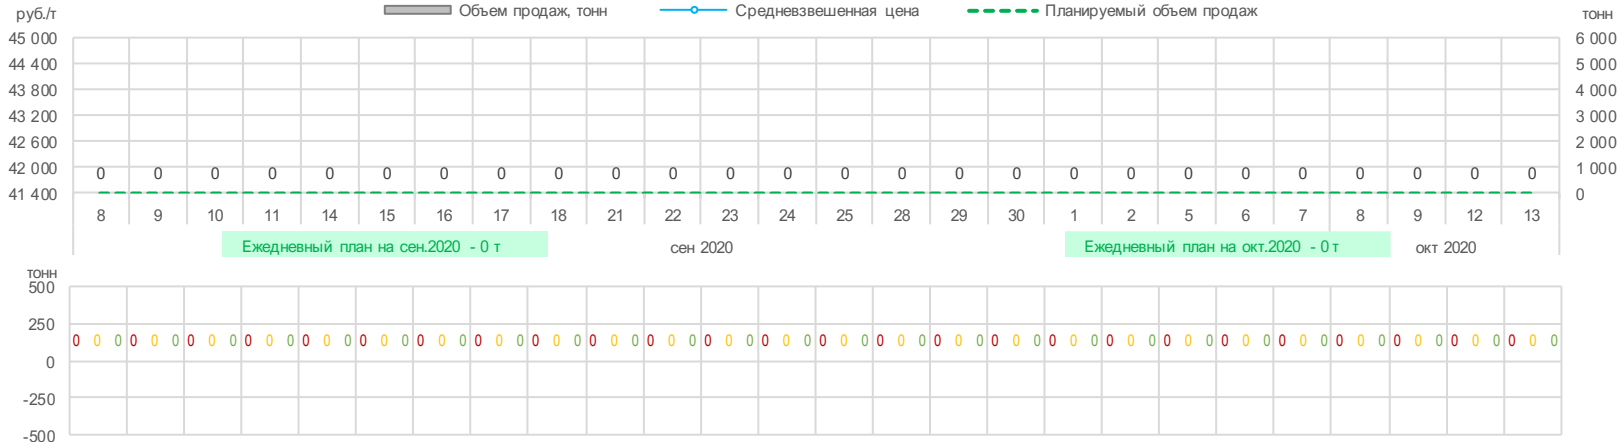 руб./т
Объем продаж, тонн
Средневзвешенная цена
Планируемый объем продаж
тонн
45 000 6 000
44 400 5 000
43 800 4 000
43 200 3 000
42 600 2 000
42 000 1 000
0 0 0 0 0 0 0 0 0 0 0 0 0 0 0 0 0 0 0 0 0 0 0 0 0 0
41 400 0
8 9 10 11 14 15 16 17 18 21 22 23 24 25 28 29 30 1 2 5 6 7 8 9 12 13
Ежедневный план на сен.2020 - 0 т сен 2020 Ежедневный план на окт.2020 - 0 т окт 2020
тонн
500
250
0 0 0 0 0 0 0 0 0 0 0 0 0 0 0 0 0 0 0 0 0 0 0 0 0 0 0 0 0 0 0 0 0 0 0 0 0 0 0 0 0 0 0 0 0 0 0 0 0 0 0 0 0 0 0 0 0 0 0 0 0 0 0 0 0 0 0 0 0 0 0 0 0 0 0 0 0 0
0
-250
-500